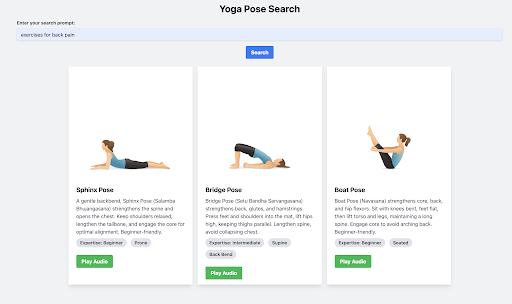 Yoga Pose Search
Enter your search prompt:
exercises for back pain
Search
Sphinx Pose
A gentle backbend, Sphinx Pose (Salamba
Bhujangasana) strengthens the spine and
opens the chest. Keep shoulders relaxed,
lengthen the tailbone, and engage the core for
optimal alignment. Beginner-friendly.
Expertise: Beginner
Prone
Play Audio
Bridge Pose
Bridge Pose (Setu Bandha Sarvangasana)
strengthens back, glutes, and hamstrings.
Press feet and shoulders into the mat, lift hips
high, keeping thighs parallel. Lengthen spine,
avoid collapsing chest.
Expertise: Intermediate
Supine
Back Bend
Play Audio
Boat Pose
Boat Pose (Navasana) strengthens core, back,
and hip flexors. Sit with knees bent, feet flat,
then lift torso and legs, maintaining a long
spine. Engage core to avoid arching back.
Beginner-friendly.
Expertise: Beginner
Seated
Play Audio